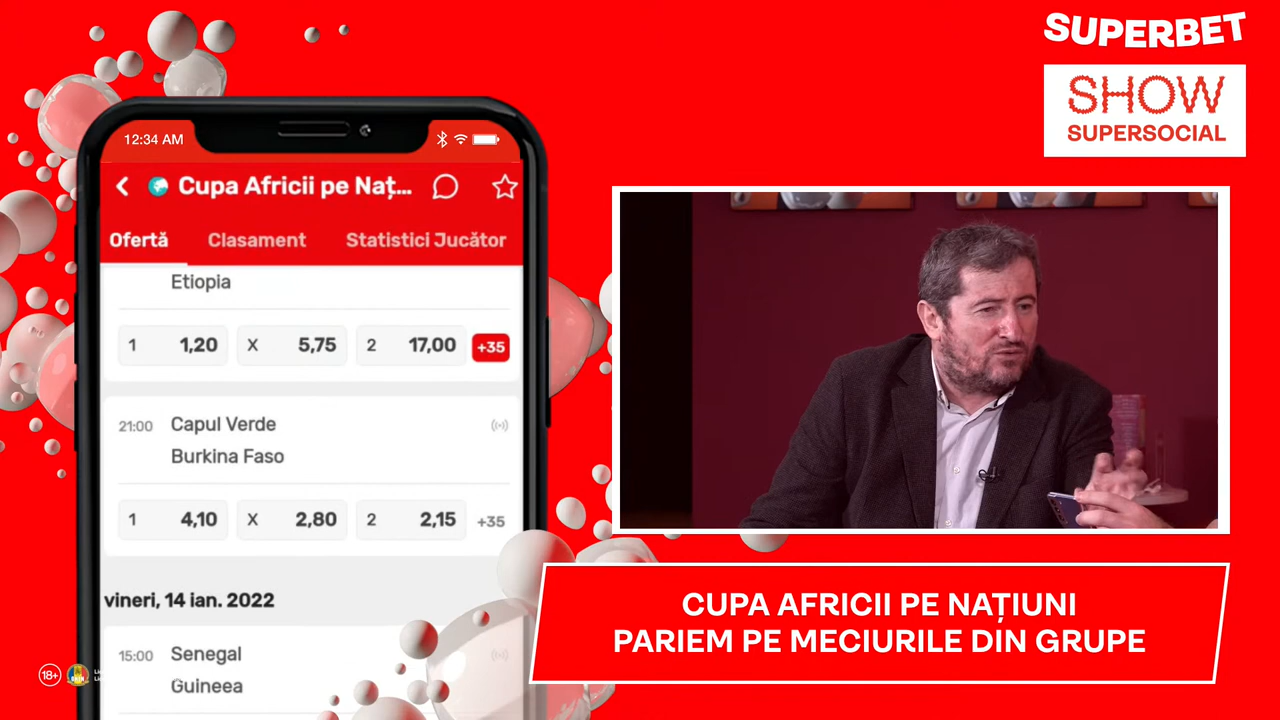 SUPERBET
SHOW
SUPERSOCIAL
12:34 AM
Cupa Africii pe Naț...
Ofertă Clasament Statistici Jucător
Etiopia
1 1,20 X 5,75 2 17,00 +35
21:00 Capul Verde
Burkina Faso
1 4,10 X 2,80 2 2,15 +35
vineri, 14 ian. 2022
15:00 Senegal
Guineea
18+
CUPA AFRICII PE NAȚIUNI
PARIEM PE MECIURILE DIN GRUPE